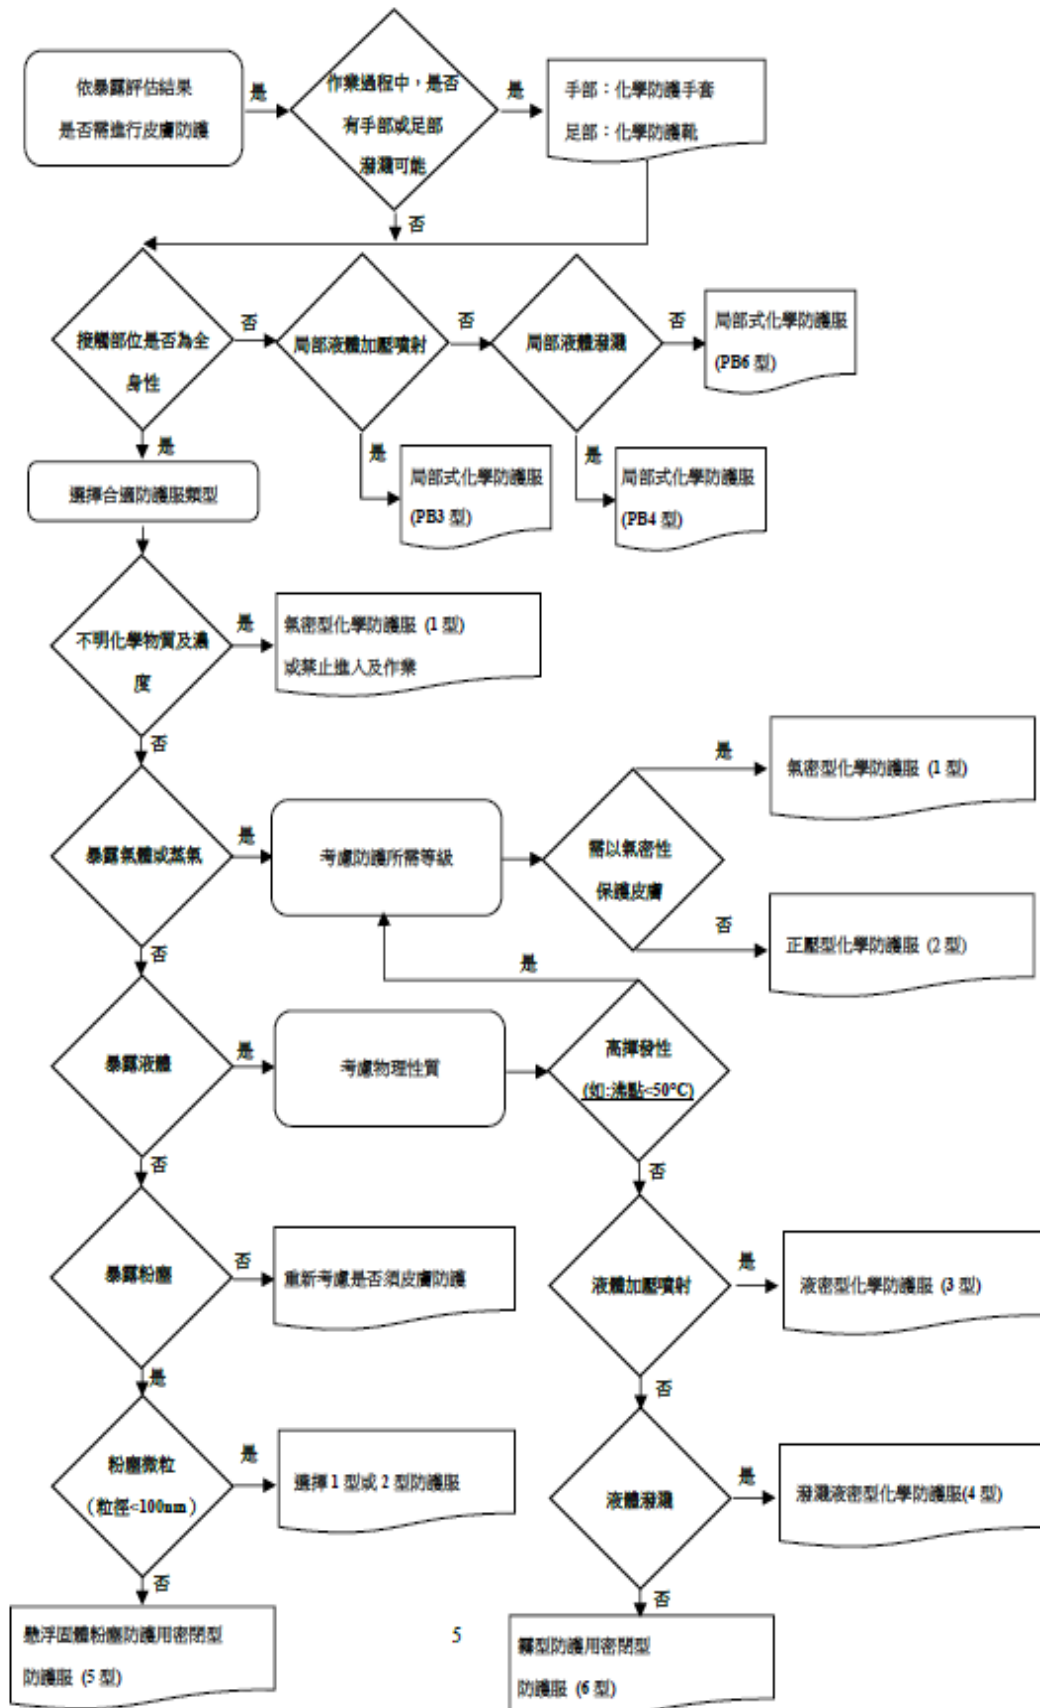 依暴露評估結果
是否需進行皮膚防護
是
作業過程中，是否
有手部或足部
潑濺可能
是
手部：化學防護手套
足部：化學防護靴
否
接觸部位是否為全
身性
否
局部液體加壓噴射
否
局部液體潑濺
否
局部式化學防護服
(PB6 型)
是
是
局部式化學防護服
(PB3 型)
是
局部式化學防護服
(PB4 型)
選擇合適防護服類型
不明化學物質及濃
度
是
氣密型化學防護服 (1 型)
或禁止進入及作業
否
暴露氣體或蒸氣
是
考慮防護所需等級
需以氣密性
保護皮膚
是
氣密型化學防護服 (1 型)
否
正壓型化學防護服 (2 型)
否
是
暴露液體
是
考慮物理性質
高揮發性
(如:沸點<50°C)
否
否
暴露粉塵
否
重新考慮是否須皮膚防護
液體加壓噴射
是
液密型化學防護服 (3 型)
是
否
粉塵微粒
（粒徑<100nm）
是
選擇 1 型或 2 型防護服
液體潑濺
是
潑濺液密型化學防護服(4 型)
否
否
懸浮固體粉塵防護用密閉型
防護服 (5 型)
5
霧型防護用密閉型
防護服 (6 型)